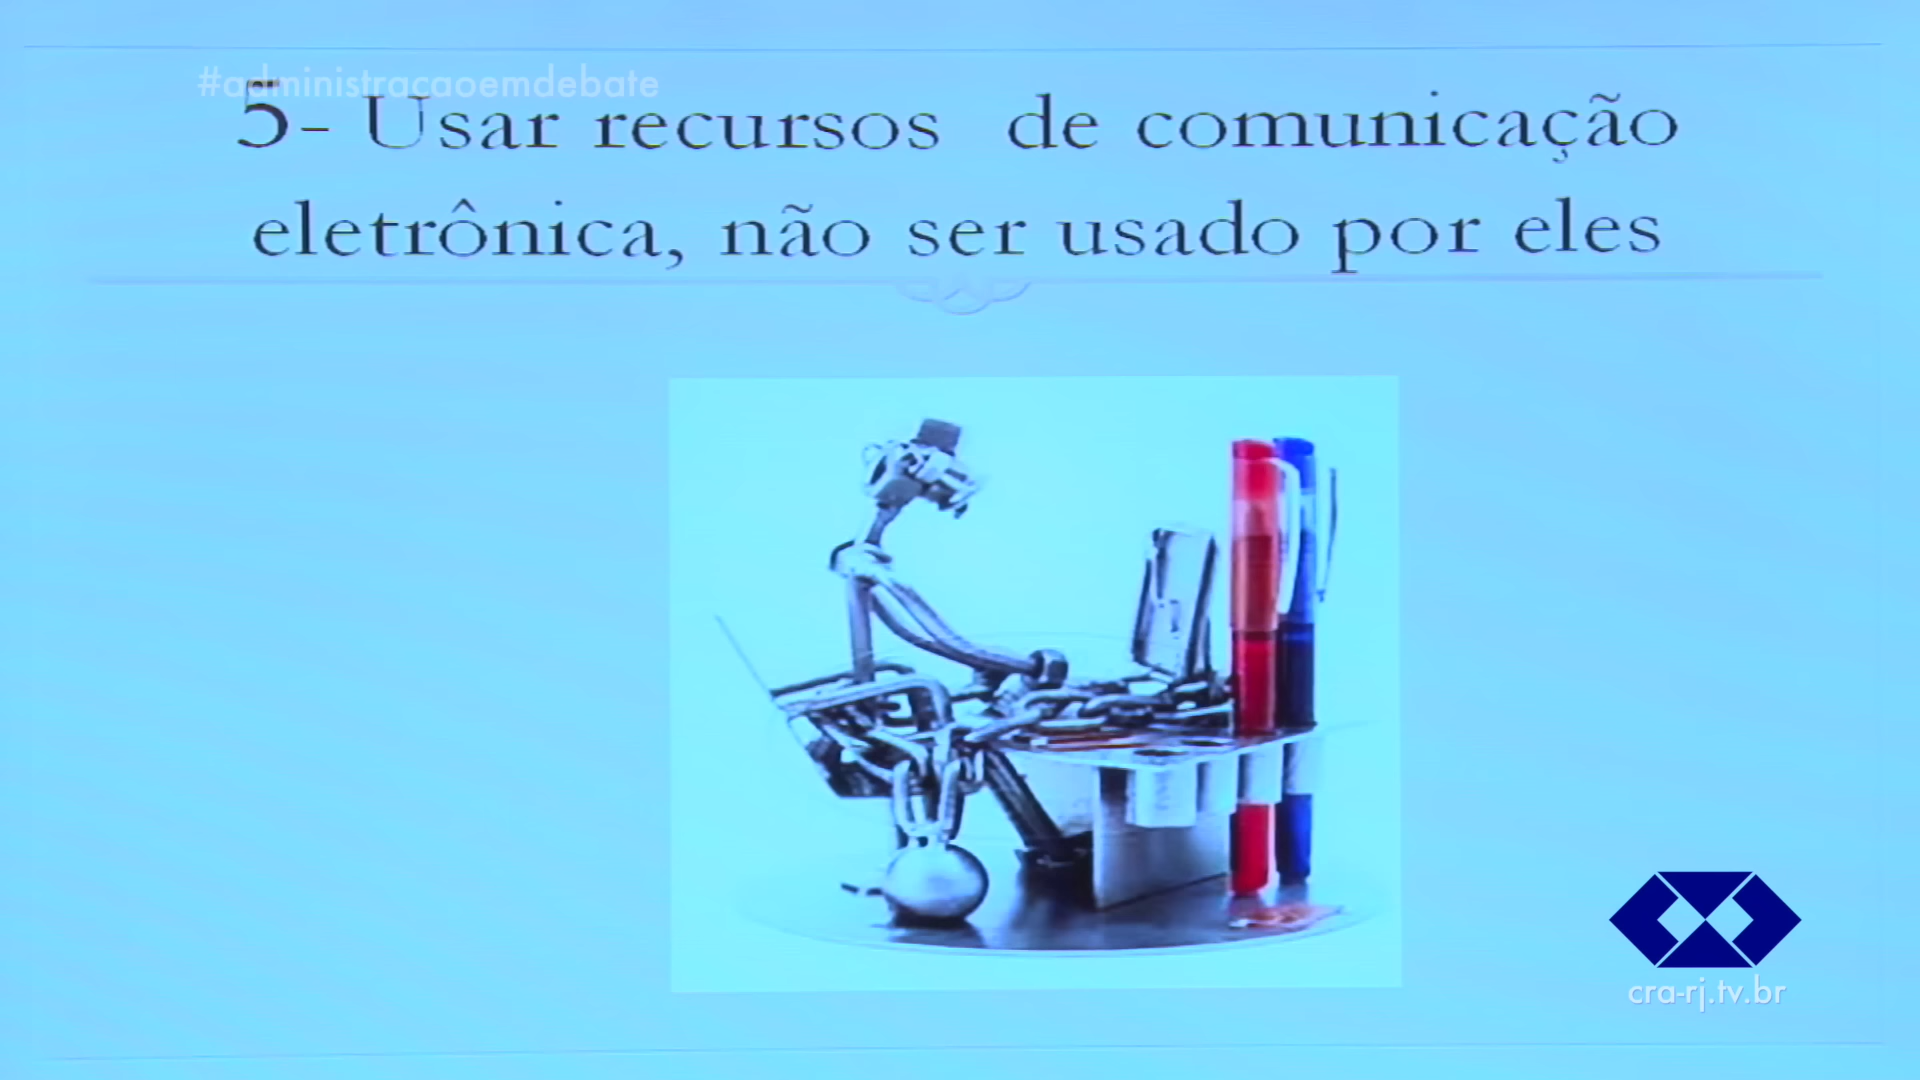 #administracaoemdebate
5- Usar recursos de comunicação
eletrônica, não ser usado por eles
cra-rj.tv.br